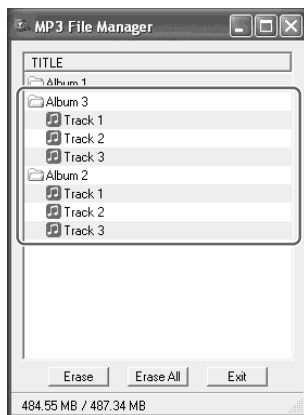 MP3 File Manager
TITLE
Album 1
Album 3
Track 1
Track 2
Track 3
Album 2
Track 1
Track 2
Track 3
Erase Erase All Exit
484.55 MB / 487.34 MB